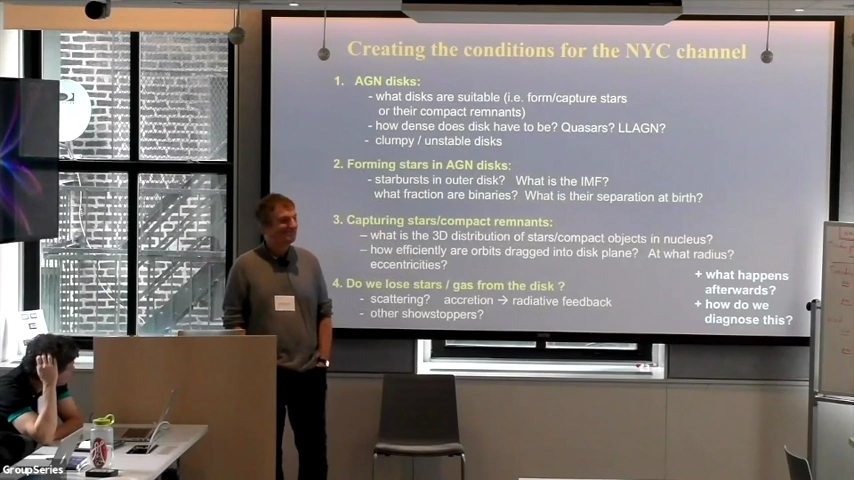 Creating the conditions for the NYC channel
1. AGN disks:
- what disks are suitable (i.e. form/capture stars
or their compact remnants)
- how dense does disk have to be? Quasars? LLAGN?
- clumpy / unstable disks
2. Forming stars in AGN disks:
- starbursts in outer disk? What is the IMF?
what fraction are binaries? What is their separation at birth?
3. Capturing stars/compact remnants:
– what is the 3D distribution of stars/compact objects in nucleus?
– how efficiently are orbits dragged into disk plane? At what radius?
eccentricities?
4. Do we lose stars / gas from the disk ?
- scattering? accretion → radiative feedback
- other showstoppers?
+ what happens
afterwards?
+ how do we
diagnose this?
GroupSeries